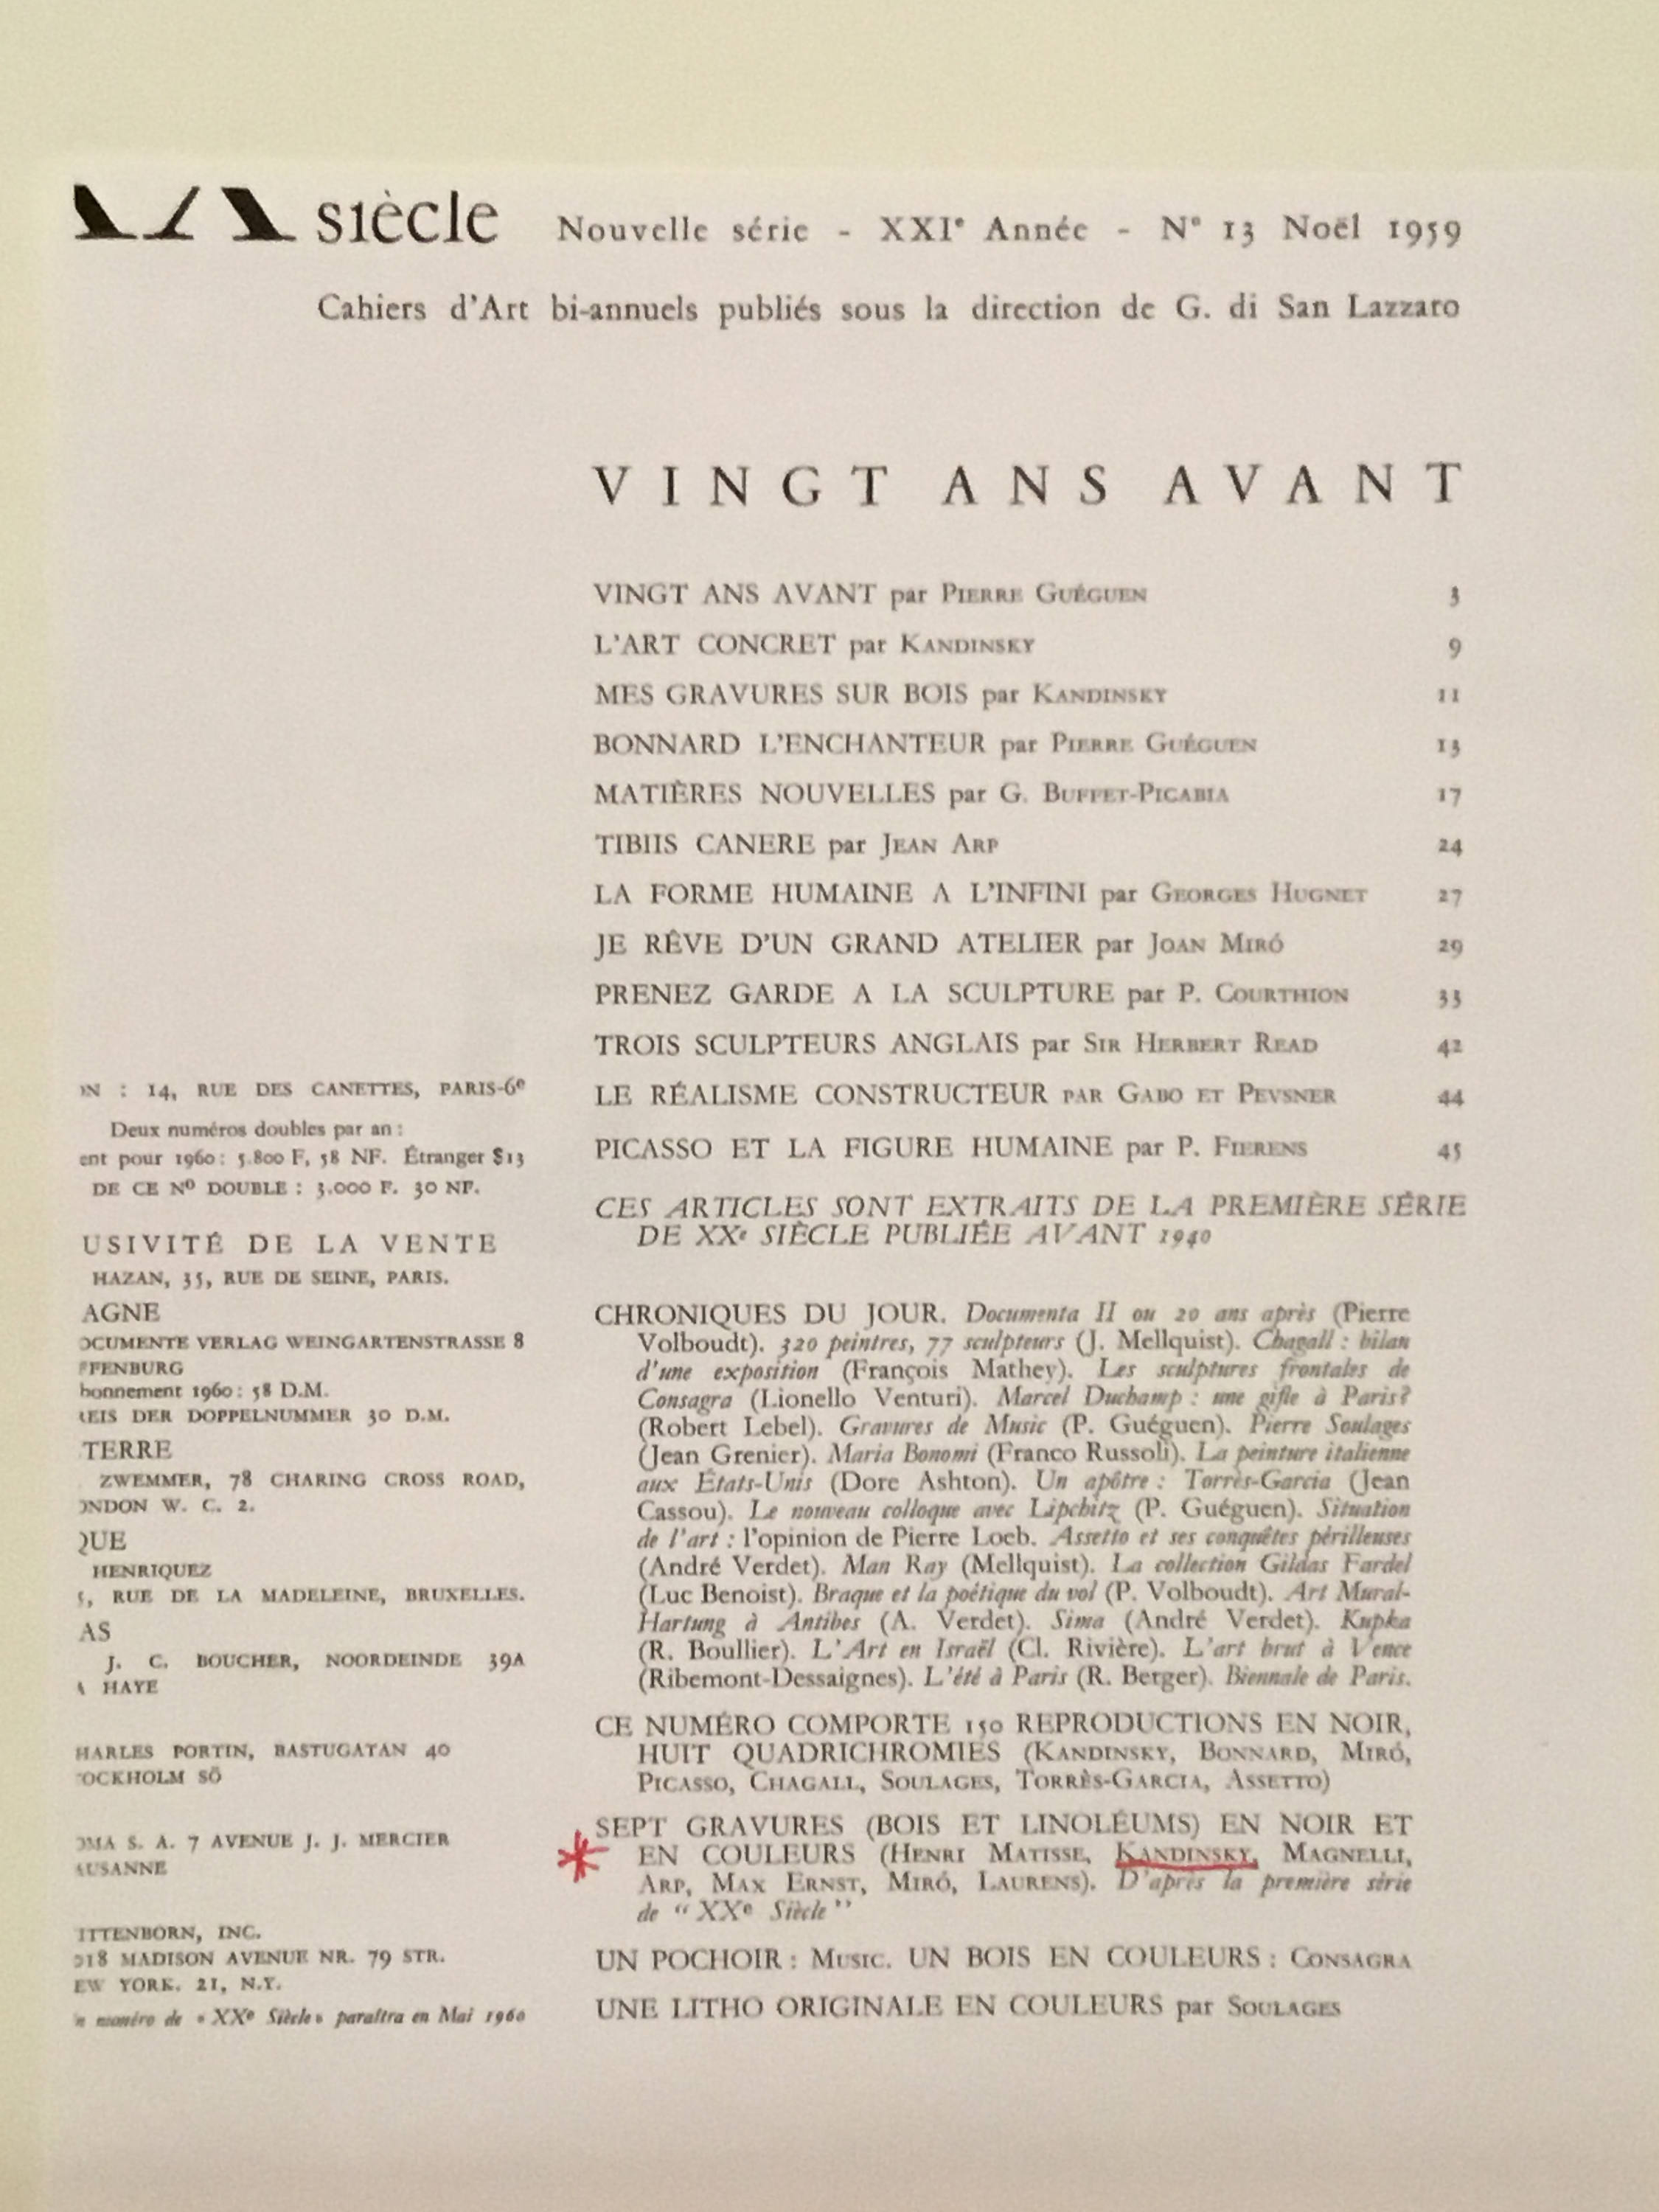 siècle Nouvelle série - XXIe Année - N° 13 Noël 1959
Cahiers d'Art bi-annuels publiés sous la direction de G. di San Lazzaro
VINGT ANS AVANT
VINGT ANS AVANT par Pierre Guéguen 3
L'ART CONCRET par Kandinsky 9
MES GRAVURES SUR BOIS par Kandinsky 11
BONNARD L'ENCHANTEUR par Pierre Guéguen 13
MATIÈRES NOUVELLES par G. Buffet-Picabia 17
TIBIIS CANERE par Jean Arp 24
LA FORME HUMAINE A L'INFINI par Georges Hugnet 27
JE RÊVE D'UN GRAND ATELIER par Joan Miró 29
PRENEZ GARDE A LA SCULPTURE par P. Courthion 33
TROIS SCULPTEURS ANGLAIS par Sir Herbert Read 42
LE RÉALISME CONSTRUCTEUR par Gabo et Pevsner 44
PICASSO ET LA FIGURE HUMAINE par P. Fierens 45
CES ARTICLES SONT EXTRAITS DE LA PREMIÈRE SÉRIE
DE XXe SIÈCLE PUBLIÉE AVANT 1940
CHRONIQUES DU JOUR. Documenta II ou 20 ans après (Pierre
Volboudt). 320 peintres, 77 sculpteurs (J. Mellquist). Chagall : bilan
d'une exposition (François Mathey). Les sculptures frontales de
Consagra (Lionello Venturi). Marcel Duchamp : une gifle à Paris?
(Robert Lebel). Gravures de Music (P. Guéguen). Pierre Soulages
(Jean Grenier). Maria Bonomi (Franco Russoli). La peinture italienne
aux États-Unis (Dore Ashton). Un apôtre : Torrès-Garcia (Jean
Cassou). Le nouveau colloque avec Lipchitz (P. Guéguen). Situation
de l'art : l'opinion de Pierre Loeb. Assetto et ses conquêtes périlleuses
(André Verdet). Man Ray (Mellquist). La collection Gildas Fardel
(Luc Benoist). Braque et la poétique du vol (P. Volboudt). Art Mural-
Hartung à Antibes (A. Verdet). Sima (André Verdet). Kupka
(R. Boullier). L'Art en Israël (Cl. Rivière). L'art brut à Vence
(Ribemont-Dessaignes). L'été à Paris (R. Berger). Biennale de Paris.
CE NUMÉRO COMPORTE 150 REPRODUCTIONS EN NOIR,
HUIT QUADRICHROMIES (Kandinsky, Bonnard, Miró,
Picasso, Chagall, Soulages, Torrès-Garcia, Assetto)
SEPT GRAVURES (BOIS ET LINOLÉUMS) EN NOIR ET
EN COULEURS (Henri Matisse, Kandinsky, Magnelli,
Arp, Max Ernst, Miró, Laurens). D'après la première série
de “ XXe Siècle ”
UN POCHOIR : Music. UN BOIS EN COULEURS : Consagra
UNE LITHO ORIGINALE EN COULEURS par Soulages
ON : 14, RUE DES CANETTES, PARIS-6e
Deux numéros doubles par an :
ent pour 1960 : 5.800 F, 58 NF. Étranger $13
DE CE No DOUBLE : 3.000 F. 30 NF.
USIVITÉ DE LA VENTE
HAZAN, 35, RUE DE SEINE, PARIS.
AGNE
OCUMENTE VERLAG WEINGARTENSTRASSE 8
FFENBURG
bonnement 1960 : 58 D.M.
REIS DER DOPPELNUMMER 30 D.M.
TERRE
ZWEMMER, 78 CHARING CROSS ROAD,
ONDON W. C. 2.
QUE
HENRIQUEZ
, RUE DE LA MADELEINE, BRUXELLES.
AS
J. C. BOUCHER, NOORDEINDE 39A
A HAYE
HARLES PORTIN, BASTUGATAN 40
TOCKHOLM SÖ
OMA S. A. 7 AVENUE J. J. MERCIER
AUSANNE
ITTENBORN, INC.
018 MADISON AVENUE NR. 79 STR.
EW YORK. 21, N.Y.
n numéro de « XXe Siècle » paraîtra en Mai 1960